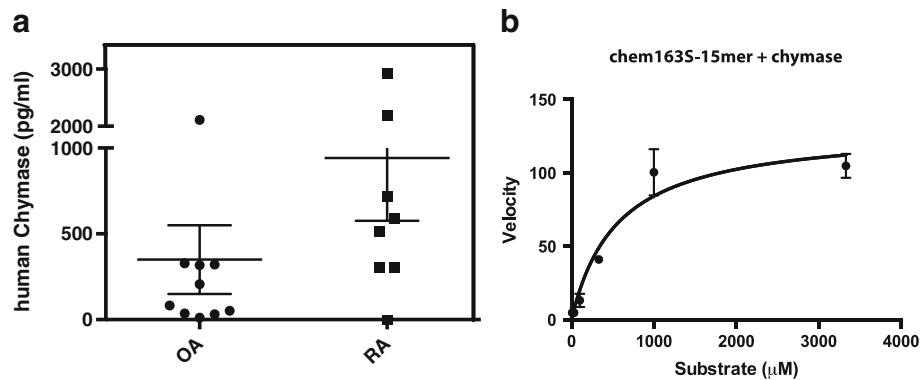 a
human Chymase (pg/ml)
3000
2000
1000
500
0
OA
RA
b
chem163S-15mer + chymase
Velocity
150
100
50
0
0
1000
2000
3000
4000
Substrate (μM)